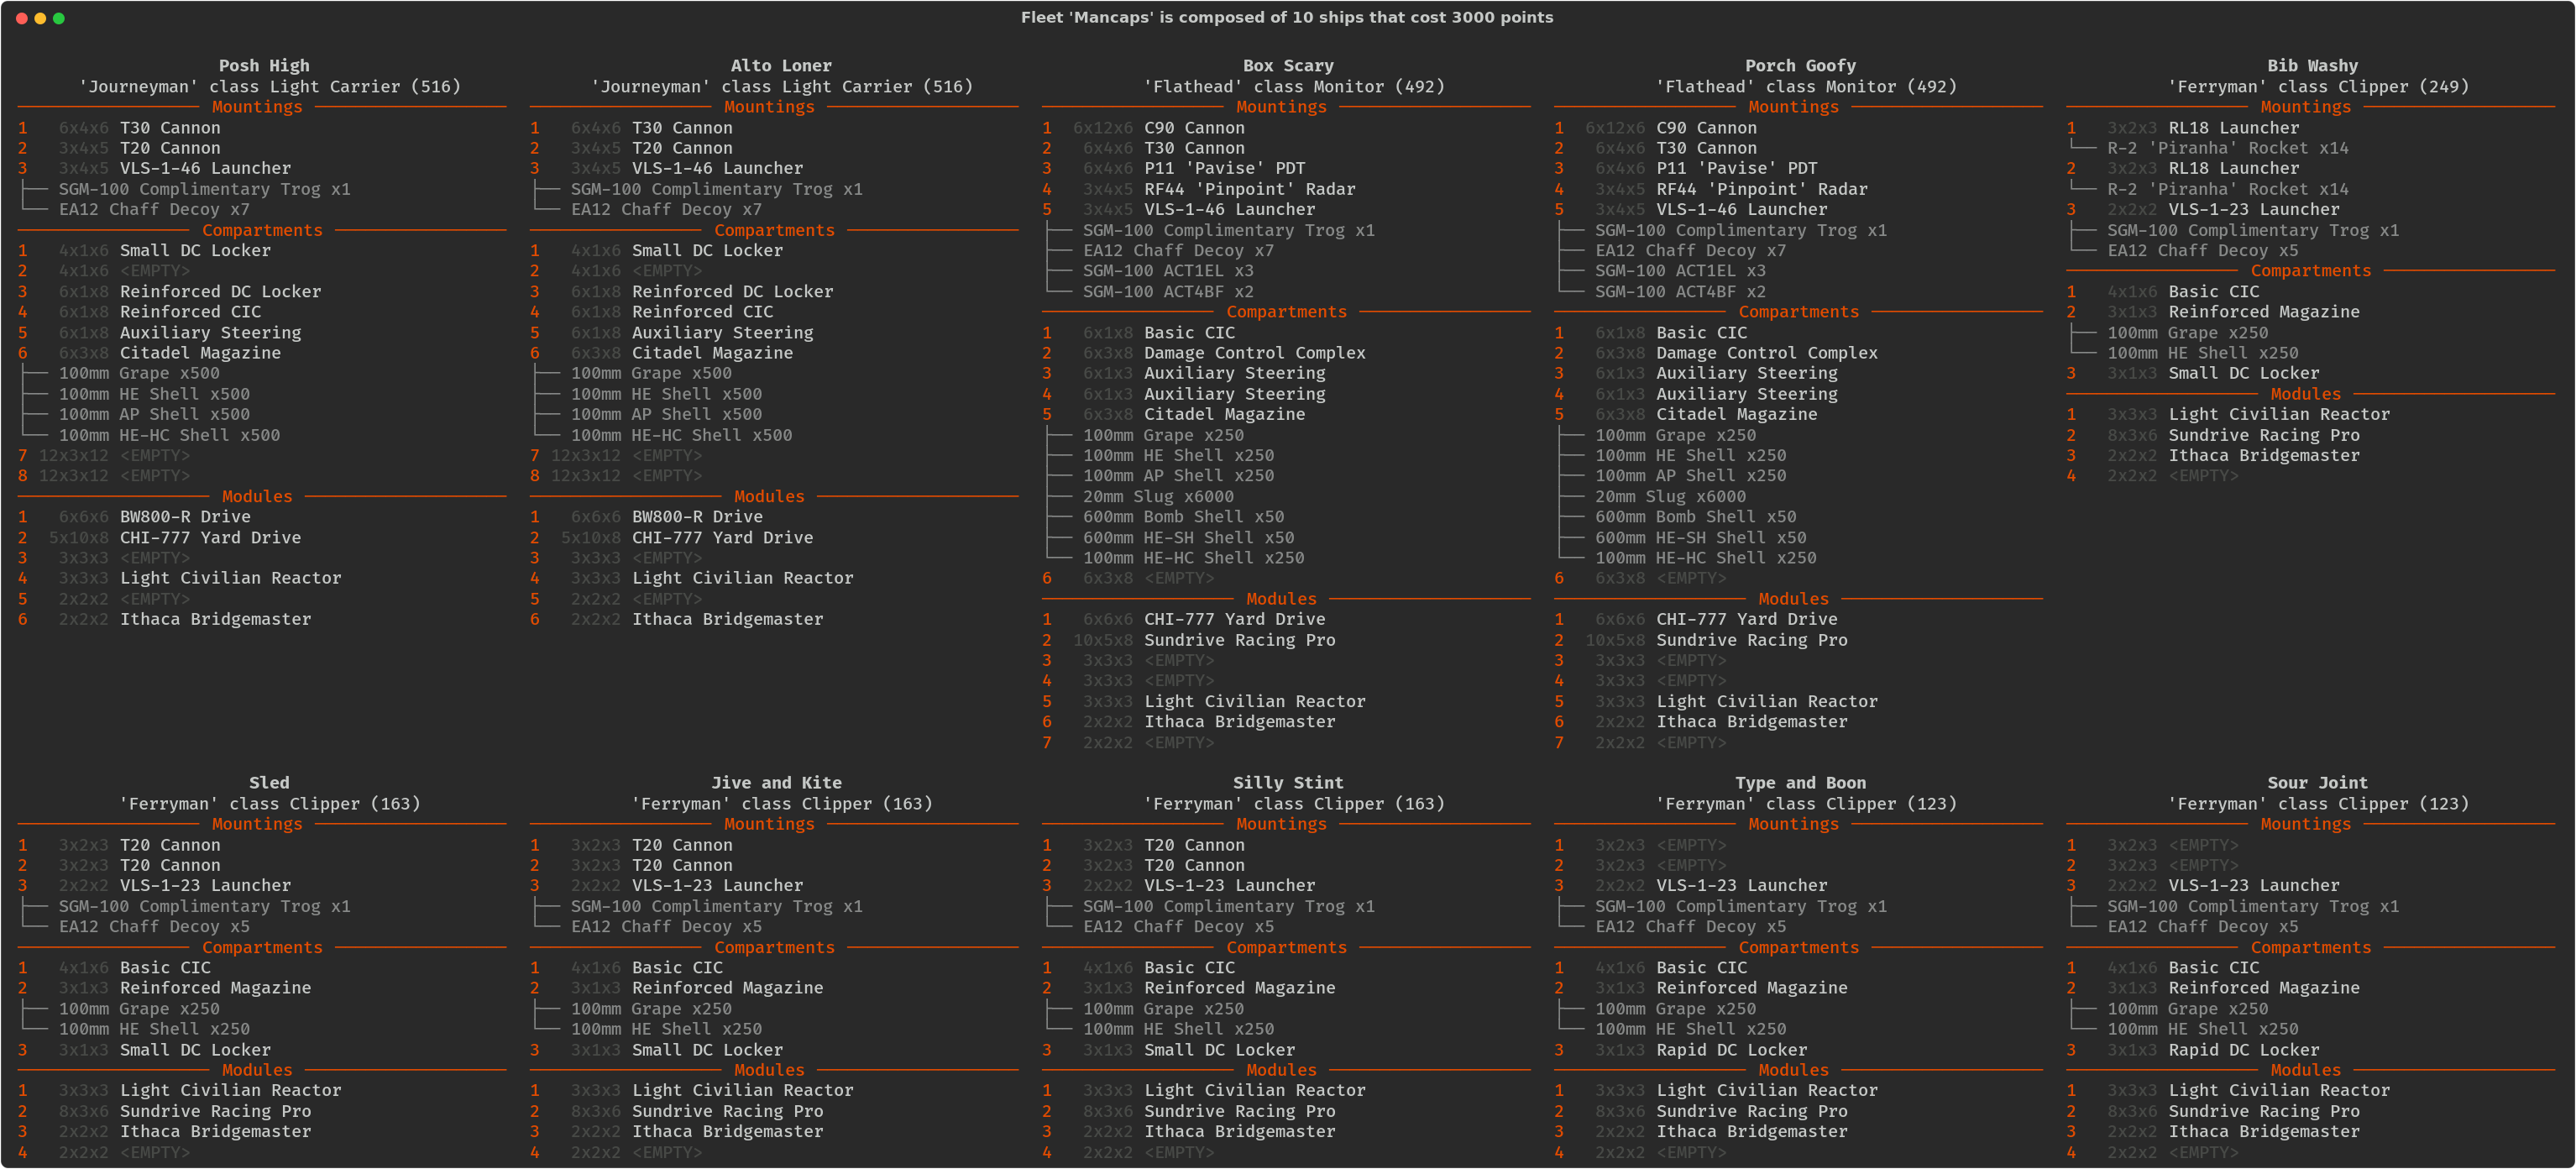 Fleet 'Mancaps' is composed of 10 ships that cost 3000 points
Posh High
'Journeyman' class Light Carrier (516)
Mountings
1 6x4x6 T30 Cannon
2 3x4x5 T20 Cannon
3 3x4x5 VLS-1-46 Launcher
SGM-100 Complimentary Trog x1
EA12 Chaff Decoy x7
Compartments
1 4x1x6 Small DC Locker
2 4x1x6 <EMPTY>
3 6x1x8 Reinforced DC Locker
4 6x1x8 Reinforced CIC
5 6x1x8 Auxiliary Steering
6 6x3x8 Citadel Magazine
100mm Grape x500
100mm HE Shell x500
100mm AP Shell x500
100mm HE-HC Shell x500
7 12x3x12 <EMPTY>
8 12x3x12 <EMPTY>
Modules
1 6x6x6 BW800-R Drive
2 5x10x8 CHI-777 Yard Drive
3 3x3x3 <EMPTY>
4 3x3x3 Light Civilian Reactor
5 2x2x2 <EMPTY>
6 2x2x2 Ithaca Bridgemaster
Alto Loner
'Journeyman' class Light Carrier (516)
Mountings
1 6x4x6 T30 Cannon
2 3x4x5 T20 Cannon
3 3x4x5 VLS-1-46 Launcher
SGM-100 Complimentary Trog x1
EA12 Chaff Decoy x7
Compartments
1 4x1x6 Small DC Locker
2 4x1x6 <EMPTY>
3 6x1x8 Reinforced DC Locker
4 6x1x8 Reinforced CIC
5 6x1x8 Auxiliary Steering
6 6x3x8 Citadel Magazine
100mm Grape x500
100mm HE Shell x500
100mm AP Shell x500
100mm HE-HC Shell x500
7 12x3x12 <EMPTY>
8 12x3x12 <EMPTY>
Modules
1 6x6x6 BW800-R Drive
2 5x10x8 CHI-777 Yard Drive
3 3x3x3 <EMPTY>
4 3x3x3 Light Civilian Reactor
5 2x2x2 <EMPTY>
6 2x2x2 Ithaca Bridgemaster
Box Scary
'Flathead' class Monitor (492)
Mountings
1 6x12x6 C90 Cannon
2 6x4x6 T30 Cannon
3 6x4x6 P11 'Pavise' PDT
4 3x4x5 RF44 'Pinpoint' Radar
5 3x4x5 VLS-1-46 Launcher
SGM-100 Complimentary Trog x1
EA12 Chaff Decoy x7
SGM-100 ACT1EL x3
SGM-100 ACT4BF x2
Compartments
1 6x1x8 Basic CIC
2 6x3x8 Damage Control Complex
3 6x1x3 Auxiliary Steering
4 6x1x3 Auxiliary Steering
5 6x3x8 Citadel Magazine
100mm Grape x250
100mm HE Shell x250
100mm AP Shell x250
20mm Slug x6000
600mm Bomb Shell x50
600mm HE-SH Shell x50
100mm HE-HC Shell x250
6 6x3x8 <EMPTY>
Modules
1 6x6x6 CHI-777 Yard Drive
2 10x5x8 Sundrive Racing Pro
3 3x3x3 <EMPTY>
4 3x3x3 <EMPTY>
5 3x3x3 Light Civilian Reactor
6 2x2x2 Ithaca Bridgemaster
7 2x2x2 <EMPTY>
Porch Goofy
'Flathead' class Monitor (492)
Mountings
1 6x12x6 C90 Cannon
2 6x4x6 T30 Cannon
3 6x4x6 P11 'Pavise' PDT
4 3x4x5 RF44 'Pinpoint' Radar
5 3x4x5 VLS-1-46 Launcher
SGM-100 Complimentary Trog x1
EA12 Chaff Decoy x7
SGM-100 ACT1EL x3
SGM-100 ACT4BF x2
Compartments
1 6x1x8 Basic CIC
2 6x3x8 Damage Control Complex
3 6x1x3 Auxiliary Steering
4 6x1x3 Auxiliary Steering
5 6x3x8 Citadel Magazine
100mm Grape x250
100mm HE Shell x250
100mm AP Shell x250
20mm Slug x6000
600mm Bomb Shell x50
600mm HE-SH Shell x50
100mm HE-HC Shell x250
6 6x3x8 <EMPTY>
Modules
1 6x6x6 CHI-777 Yard Drive
2 10x5x8 Sundrive Racing Pro
3 3x3x3 <EMPTY>
4 3x3x3 <EMPTY>
5 3x3x3 Light Civilian Reactor
6 2x2x2 Ithaca Bridgemaster
7 2x2x2 <EMPTY>
Bib Washy
'Ferryman' class Clipper (249)
Mountings
1 3x2x3 RL18 Launcher
R-2 'Piranha' Rocket x14
2 3x2x3 RL18 Launcher
R-2 'Piranha' Rocket x14
3 2x2x2 VLS-1-23 Launcher
SGM-100 Complimentary Trog x1
EA12 Chaff Decoy x5
Compartments
1 4x1x6 Basic CIC
2 3x1x3 Reinforced Magazine
100mm Grape x250
100mm HE Shell x250
3 3x1x3 Small DC Locker
Modules
1 3x3x3 Light Civilian Reactor
2 8x3x6 Sundrive Racing Pro
3 2x2x2 Ithaca Bridgemaster
4 2x2x2 <EMPTY>
Sled
'Ferryman' class Clipper (163)
Mountings
1 3x2x3 T20 Cannon
2 3x2x3 T20 Cannon
3 2x2x2 VLS-1-23 Launcher
SGM-100 Complimentary Trog x1
EA12 Chaff Decoy x5
Compartments
1 4x1x6 Basic CIC
2 3x1x3 Reinforced Magazine
100mm Grape x250
100mm HE Shell x250
3 3x1x3 Small DC Locker
Modules
1 3x3x3 Light Civilian Reactor
2 8x3x6 Sundrive Racing Pro
3 2x2x2 Ithaca Bridgemaster
4 2x2x2 <EMPTY>
Jive and Kite
'Ferryman' class Clipper (163)
Mountings
1 3x2x3 T20 Cannon
2 3x2x3 T20 Cannon
3 2x2x2 VLS-1-23 Launcher
SGM-100 Complimentary Trog x1
EA12 Chaff Decoy x5
Compartments
1 4x1x6 Basic CIC
2 3x1x3 Reinforced Magazine
100mm Grape x250
100mm HE Shell x250
3 3x1x3 Small DC Locker
Modules
1 3x3x3 Light Civilian Reactor
2 8x3x6 Sundrive Racing Pro
3 2x2x2 Ithaca Bridgemaster
4 2x2x2 <EMPTY>
Silly Stint
'Ferryman' class Clipper (163)
Mountings
1 3x2x3 T20 Cannon
2 3x2x3 T20 Cannon
3 2x2x2 VLS-1-23 Launcher
SGM-100 Complimentary Trog x1
EA12 Chaff Decoy x5
Compartments
1 4x1x6 Basic CIC
2 3x1x3 Reinforced Magazine
100mm Grape x250
100mm HE Shell x250
3 3x1x3 Small DC Locker
Modules
1 3x3x3 Light Civilian Reactor
2 8x3x6 Sundrive Racing Pro
3 2x2x2 Ithaca Bridgemaster
4 2x2x2 <EMPTY>
Type and Boon
'Ferryman' class Clipper (123)
Mountings
1 3x2x3 <EMPTY>
2 3x2x3 <EMPTY>
3 2x2x2 VLS-1-23 Launcher
SGM-100 Complimentary Trog x1
EA12 Chaff Decoy x5
Compartments
1 4x1x6 Basic CIC
2 3x1x3 Reinforced Magazine
100mm Grape x250
100mm HE Shell x250
3 3x1x3 Rapid DC Locker
Modules
1 3x3x3 Light Civilian Reactor
2 8x3x6 Sundrive Racing Pro
3 2x2x2 Ithaca Bridgemaster
4 2x2x2 <EMPTY>
Sour Joint
'Ferryman' class Clipper (123)
Mountings
1 3x2x3 <EMPTY>
2 3x2x3 <EMPTY>
3 2x2x2 VLS-1-23 Launcher
SGM-100 Complimentary Trog x1
EA12 Chaff Decoy x5
Compartments
1 4x1x6 Basic CIC
2 3x1x3 Reinforced Magazine
100mm Grape x250
100mm HE Shell x250
3 3x1x3 Rapid DC Locker
Modules
1 3x3x3 Light Civilian Reactor
2 8x3x6 Sundrive Racing Pro
3 2x2x2 Ithaca Bridgemaster
4 2x2x2 <EMPTY>